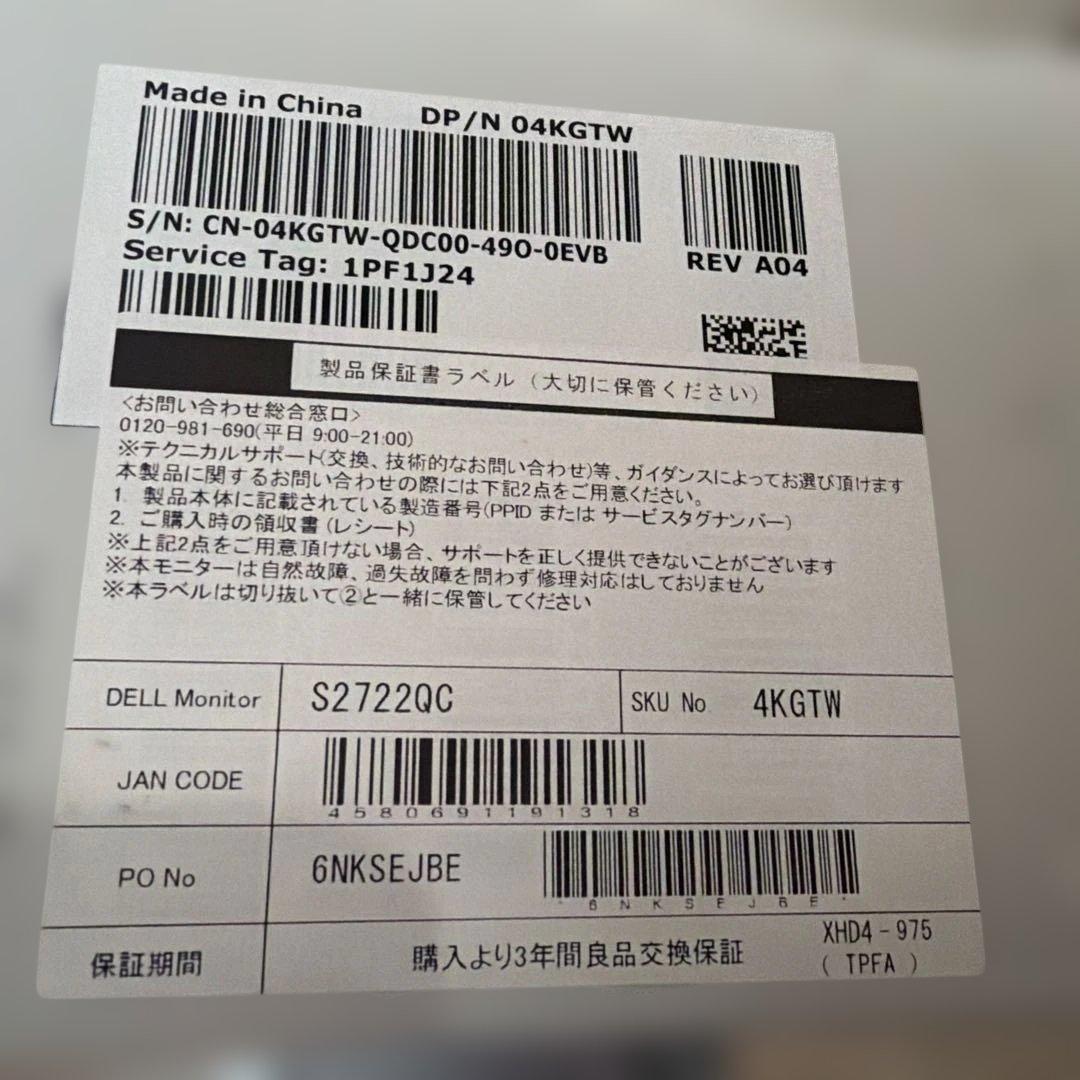 Made in China DP/N 04KGTW
S/N: CN-04KGTW-QDC00-49O-0EVB
REV A04
Service Tag: 1PF1J24
製品保証書ラベル（大切に保管ください）
<お問い合わせ総合窓口>
0120-981-690(平日 9:00-21:00)
※テクニカルサポート(交換、技術的なお問い合わせ)等、ガイダンスによってお選び頂けます
本製品に関するお問い合わせの際には下記2点をご用意ください。
1. 製品本体に記載されている製造番号(PPID または サービスタグナンバー)
2. ご購入時の領収書 (レシート)
※上記2点をご用意頂けない場合、サポートを正しく提供できないことがございます
※本モニターは自然故障、過失故障を問わず修理対応はしておりません
※本ラベルは切り抜いて②と一緒に保管してください
DELL Monitor S2722QC SKU No 4KGTW
JAN CODE
4580691191318
PO No 6NKSEJBE
*6NKSEJBE*
保証期間 購入より3年間良品交換保証
XHD4-975
( TPFA )